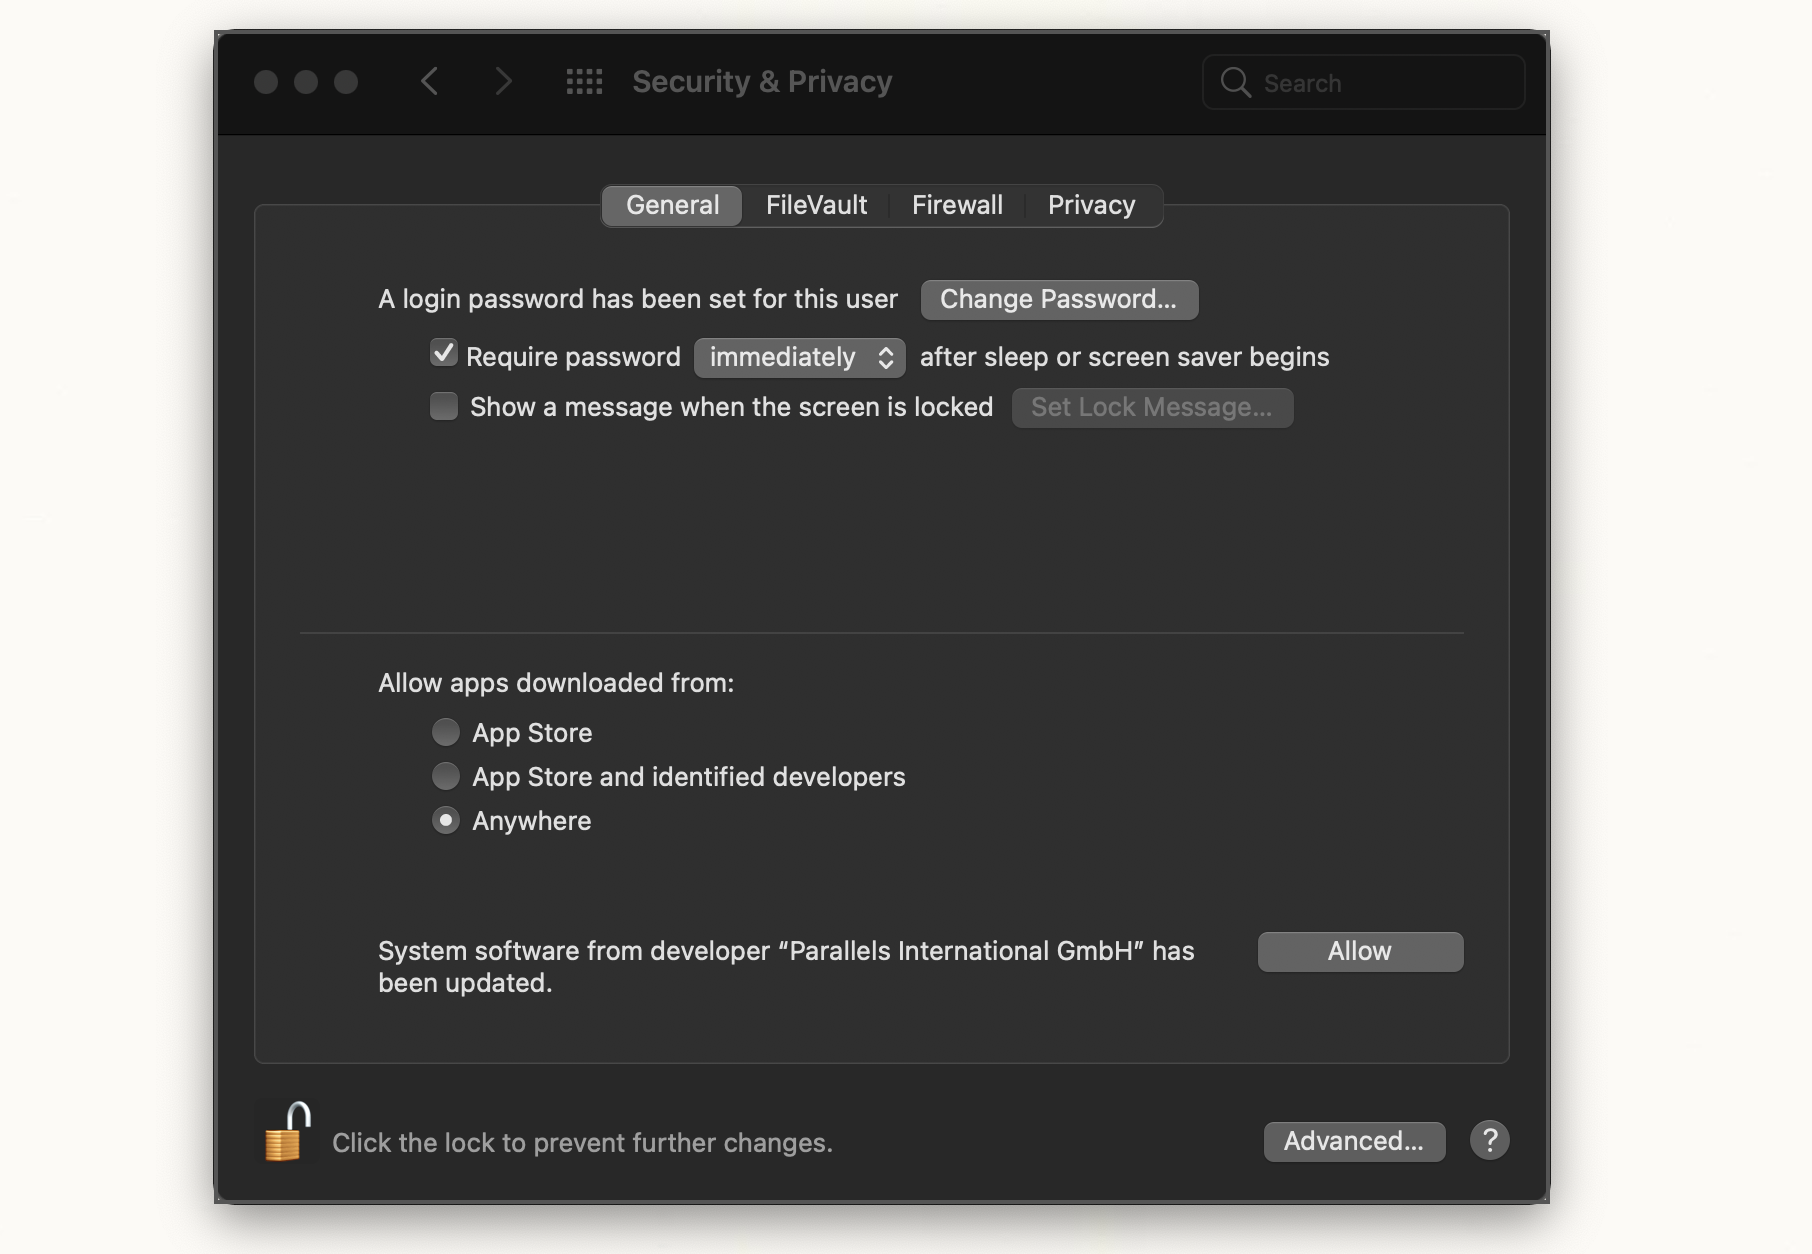 Security & Privacy
Search
General FileVault Firewall Privacy
A login password has been set for this user Change Password...
Require password immediately after sleep or screen saver begins
Show a message when the screen is locked Set Lock Message...
Allow apps downloaded from:
App Store
App Store and identified developers
Anywhere
System software from developer “Parallels International GmbH” has
been updated.
Allow
Click the lock to prevent further changes.
Advanced...
?